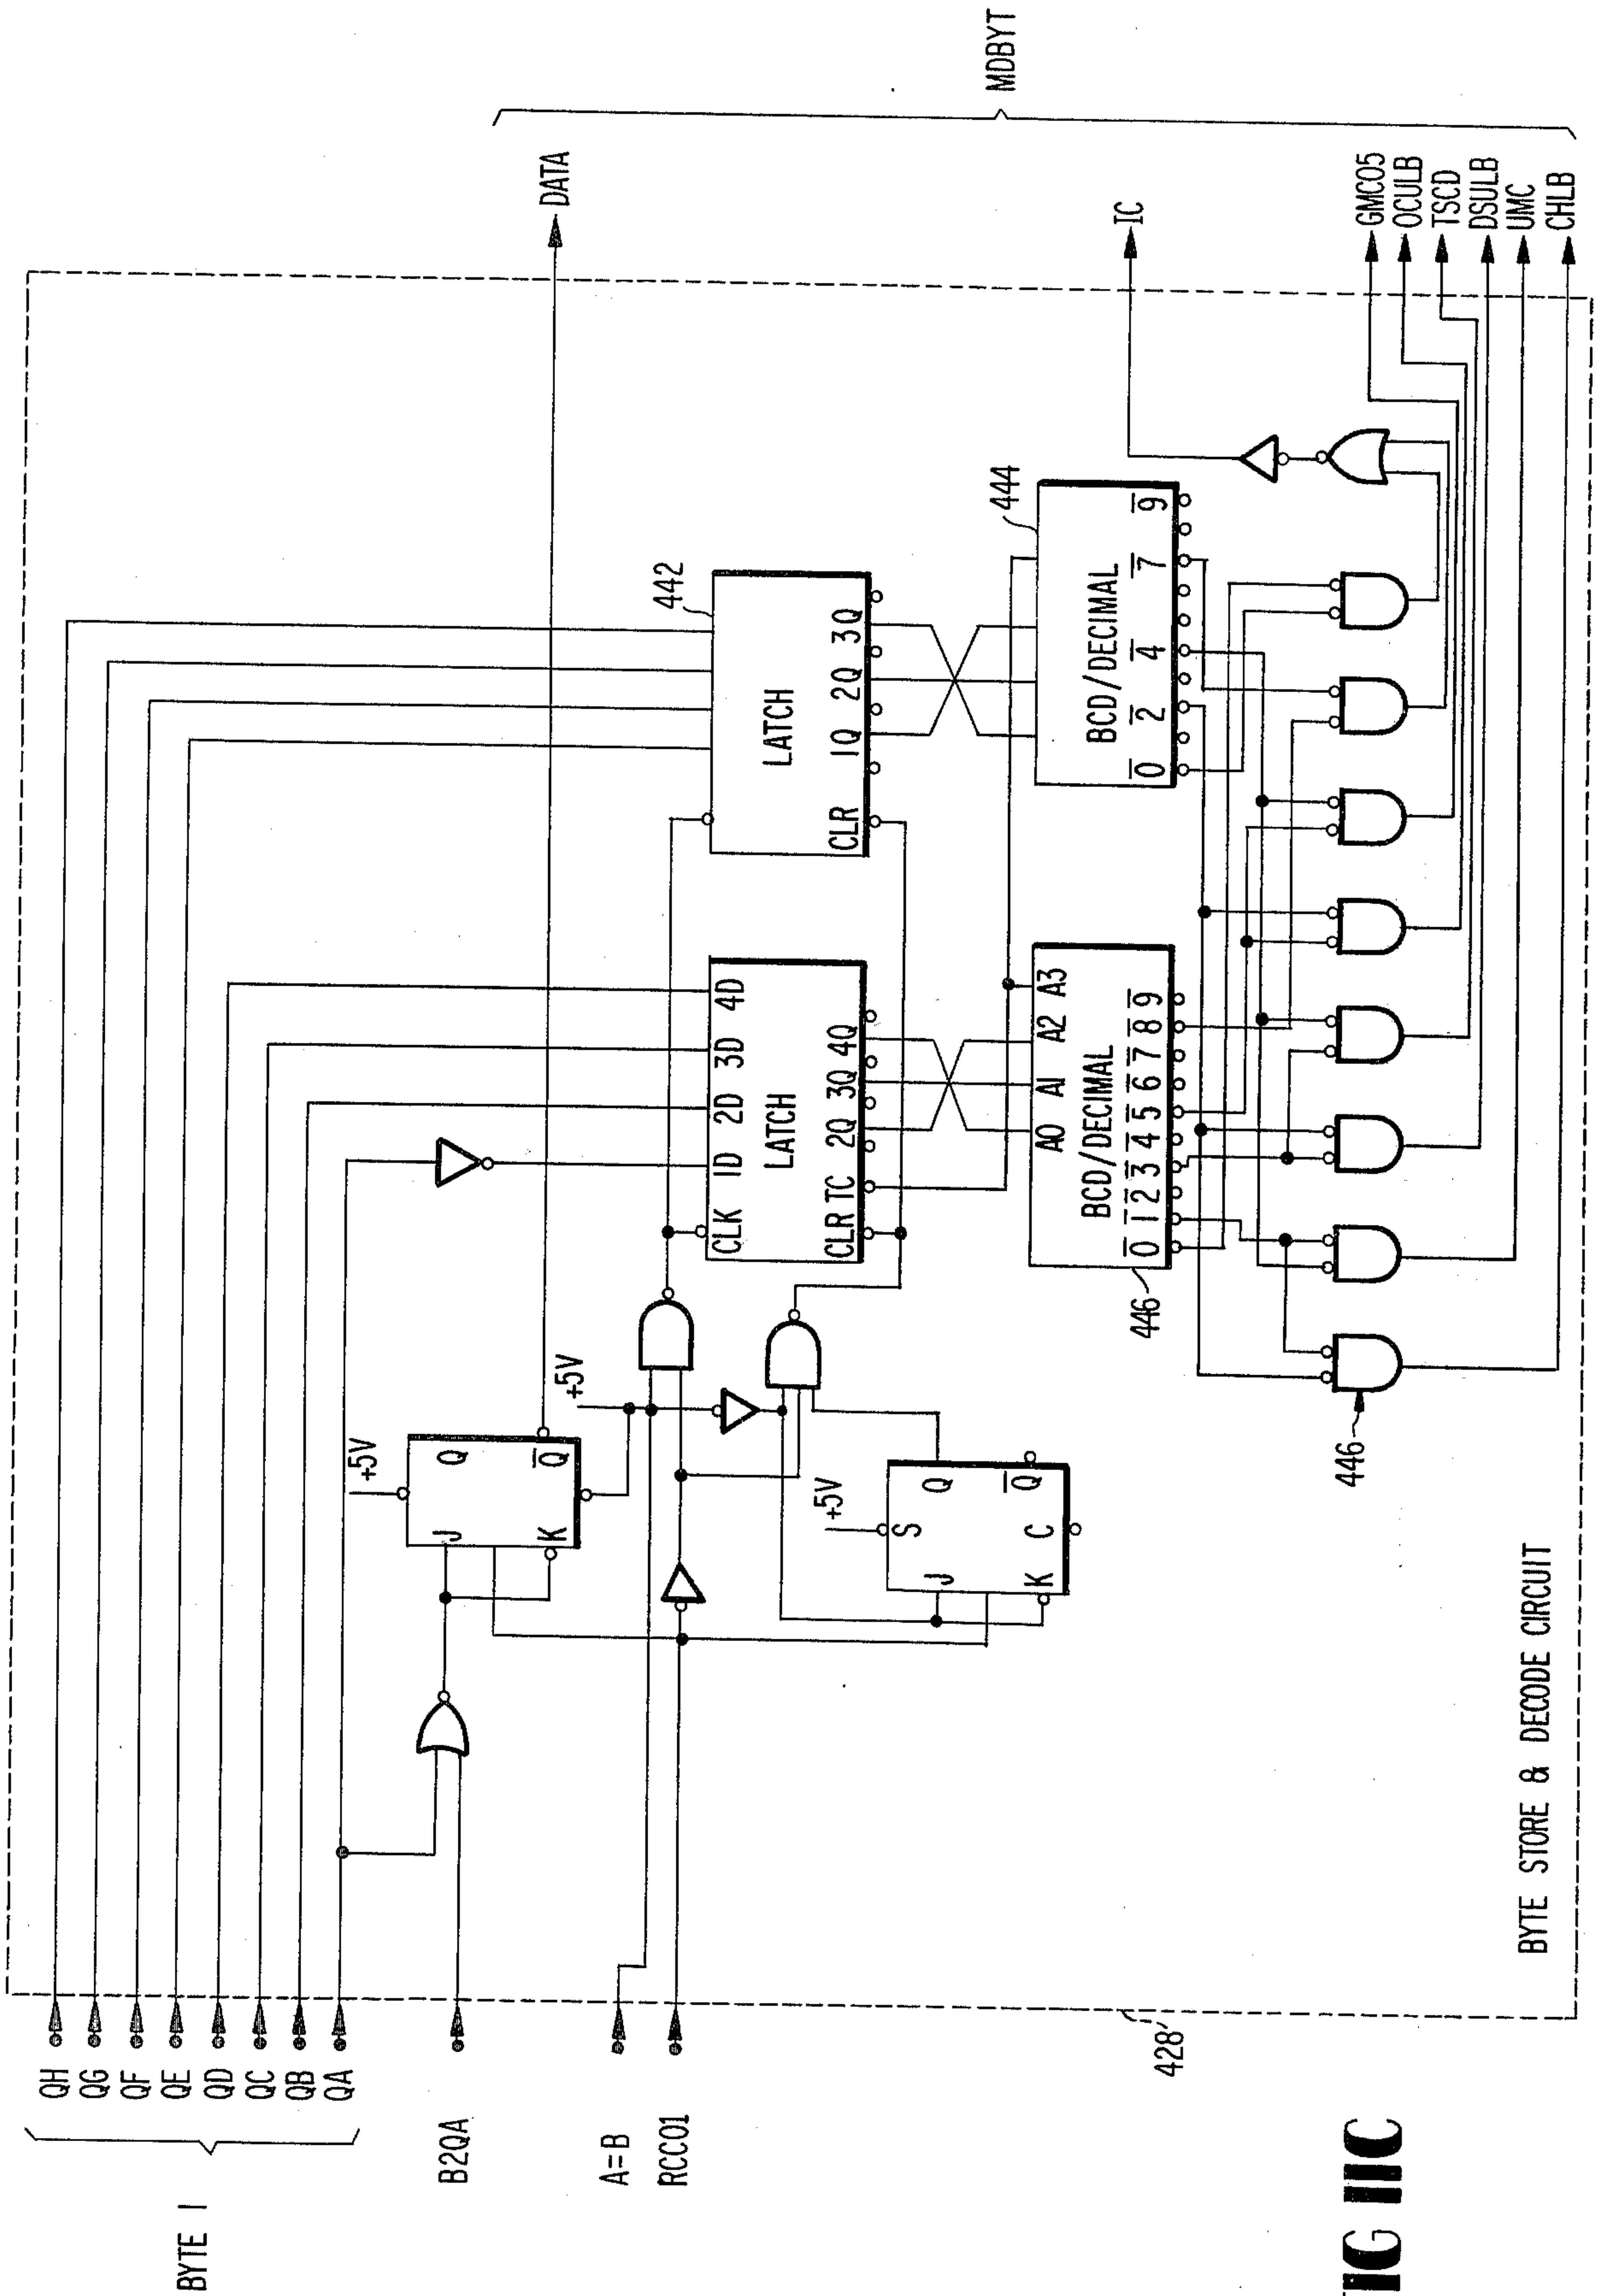 BYTE 1
QH
QG
QF
QE
QD
QC
QB
QA
B2QA
A=B
RCC01
428
+5V
J
Q
K
Q
+5V
+5V
S
J
Q
K
C
Q
CLK 1D 2D 3D 4D
LATCH
CLR TC 2Q 3Q 4Q
442
LATCH
CLR 1Q 2Q 3Q
A0 A1 A2 A3
BCD/DECIMAL
0 1 2 3 4 5 6 7 8 9
446
444
BCD/DECIMAL
0 2 4 7 9
446
DATA
IC
GMC05
OCULB
TSCD
DSULB
UMC
CHLB
MDBYT
BYTE STORE & DECODE CIRCUIT
FIG 11C